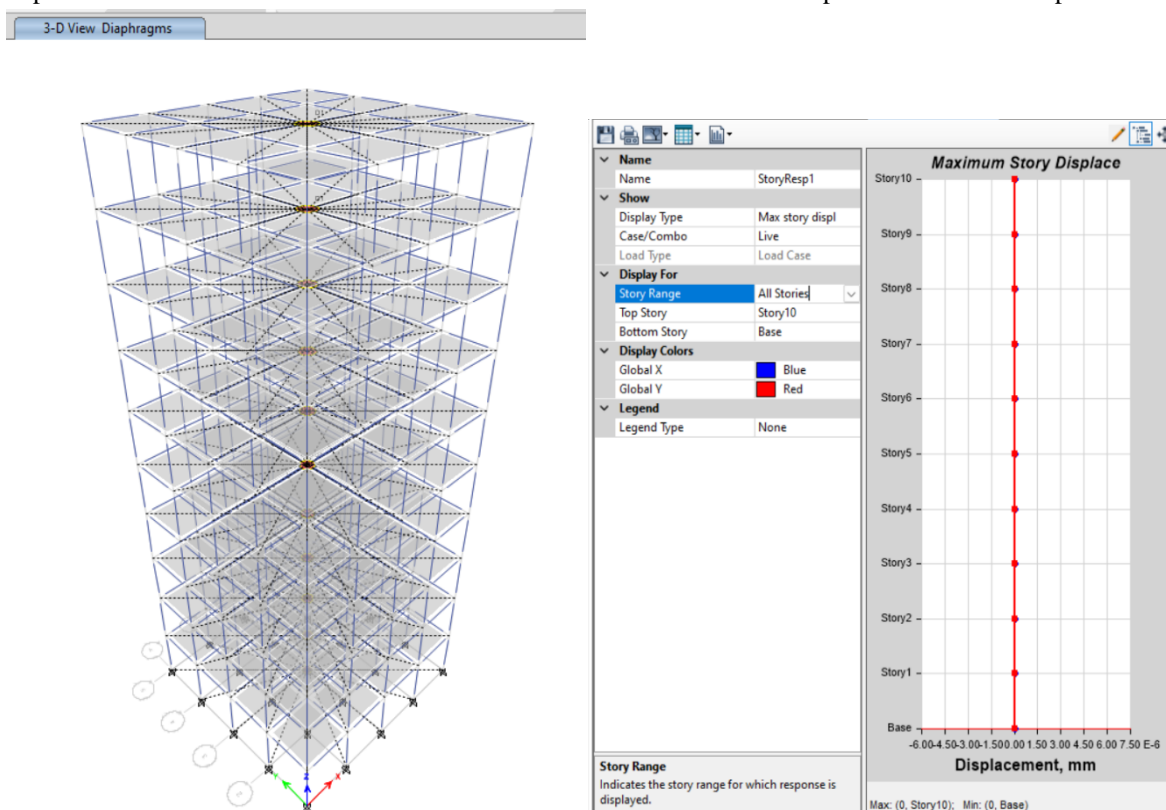 3-D View Diaphragms
Name
Name StoryResp1
Show
Display Type Max story displ
Case/Combo Live
Load Type Load Case
Display For
Story Range All Stories
Top Story Story10
Bottom Story Base
Display Colors
Global X Blue
Global Y Red
Legend
Legend Type None
Story Range
Indicates the story range for which response is
displayed.
Maximum Story Displace
Story10
Story9
Story8
Story7
Story6
Story5
Story4
Story3
Story2
Story1
Base
-6.00 -4.50 -3.00 -1.50 0.00 1.50 3.00 4.50 6.00 7.50 E-6
Displacement, mm
Max: (0, Story10); Min: (0, Base)
Z
X